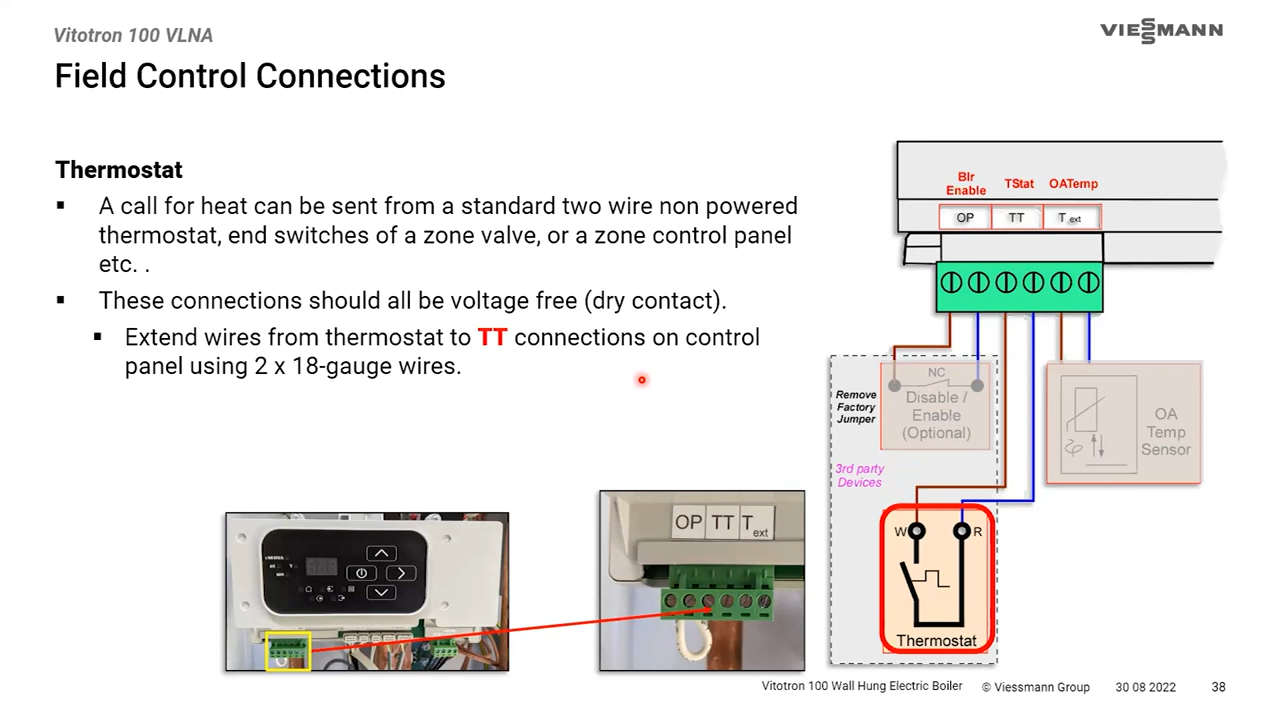 Vitotron 100 VLNA
VIESSMANN
Field Control Connections
Thermostat
▪ A call for heat can be sent from a standard two wire non powered
thermostat, end switches of a zone valve, or a zone control panel
etc. .
▪ These connections should all be voltage free (dry contact).
▪ Extend wires from thermostat to TT connections on control
panel using 2 x 18-gauge wires.
Blr
Enable
TStat
OATemp
OP
TT
T ext
NC
Disable /
Enable
(Optional)
Remove
Factory
Jumper
OA
Temp
Sensor
3rd party
Devices
W
R
Thermostat
OP TT T ext
Vitotron 100 Wall Hung Electric Boiler
© Viessmann Group
30 08 2022
38